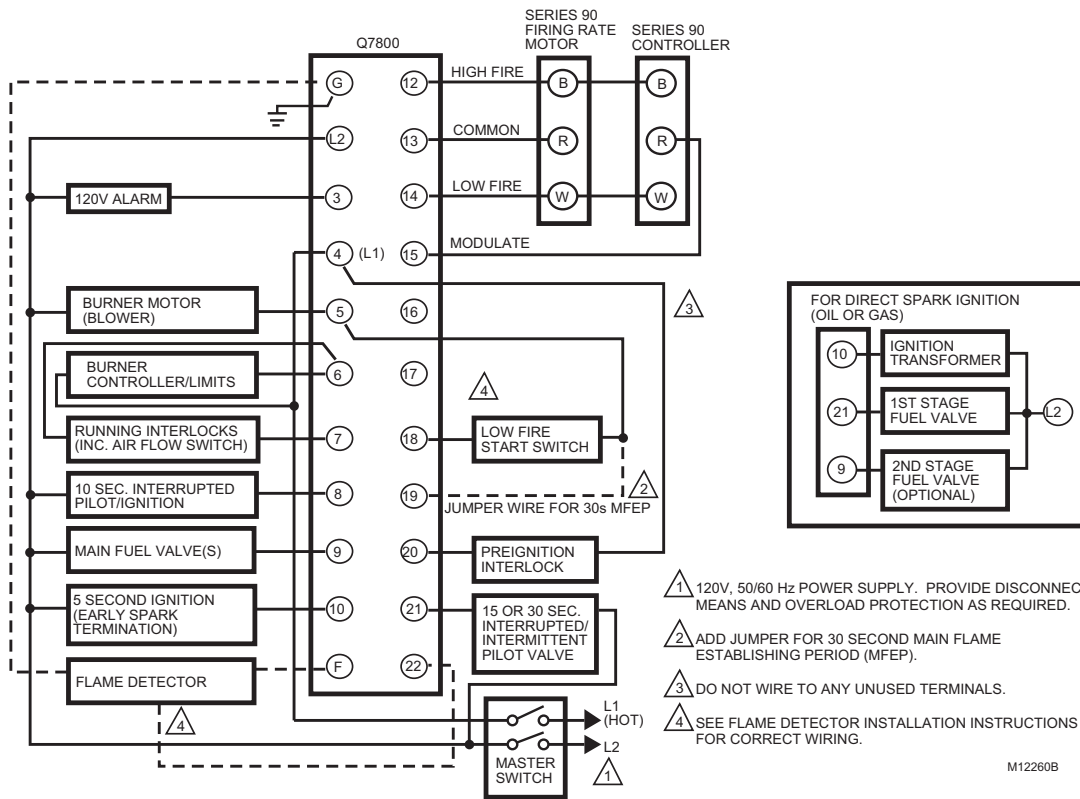 SERIES 90
FIRING RATE
MOTOR
SERIES 90
CONTROLLER
Q7800
G
12
HIGH FIRE
B
B
L2
13
COMMON
R
R
120V ALARM
3
14
LOW FIRE
W
W
4
(L1)
15
MODULATE
3
BURNER MOTOR
(BLOWER)
5
16
BURNER
CONTROLLER/LIMITS
6
17
4
RUNNING INTERLOCKS
(INC. AIR FLOW SWITCH)
7
18
LOW FIRE
START SWITCH
10 SEC. INTERRUPTED
PILOT/IGNITION
8
19
2
JUMPER WIRE FOR 30s MFEP
MAIN FUEL VALVE(S)
9
20
PREIGNITION
INTERLOCK
5 SECOND IGNITION
(EARLY SPARK
TERMINATION)
10
21
15 OR 30 SEC.
INTERRUPTED/
INTERMITTENT
PILOT VALVE
FLAME DETECTOR
F
22
4
L1
(HOT)
L2
MASTER
SWITCH
1
FOR DIRECT SPARK IGNITION
(OIL OR GAS)
10
IGNITION
TRANSFORMER
21
1ST STAGE
FUEL VALVE
L2
9
2ND STAGE
FUEL VALVE
(OPTIONAL)
1 120V, 50/60 Hz POWER SUPPLY. PROVIDE DISCONNEC
MEANS AND OVERLOAD PROTECTION AS REQUIRED.
2 ADD JUMPER FOR 30 SECOND MAIN FLAME
ESTABLISHING PERIOD (MFEP).
3 DO NOT WIRE TO ANY UNUSED TERMINALS.
4 SEE FLAME DETECTOR INSTALLATION INSTRUCTIONS
FOR CORRECT WIRING.
M12260B